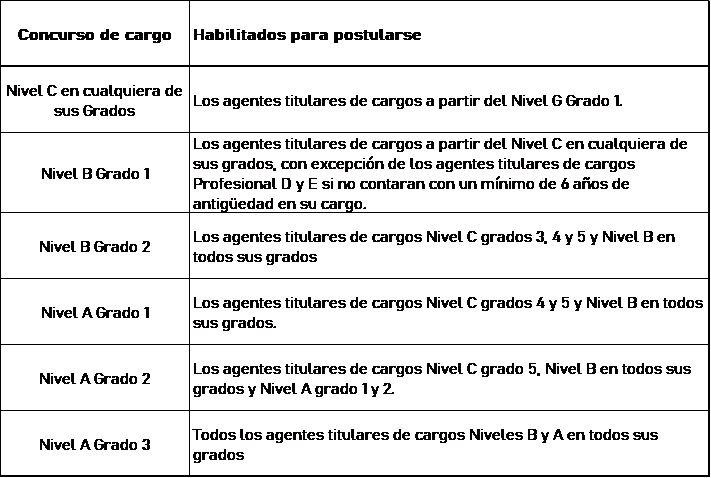 Concurso de cargo
Habilitados para postularse
Nivel C en cualquiera de
sus Grados
Los agentes titulares de cargos a partir del Nivel G Grado 1.
Nivel B Grado 1
Los agentes titulares de cargos a partir del Nivel C en cualquiera de
sus grados, con excepción de los agentes titulares de cargos
Profesional D y E si no contaran con un mínimo de 6 años de
antigüedad en su cargo.
Nivel B Grado 2
Los agentes titulares de cargos Nivel C grados 3, 4 y 5 y Nivel B en
todos sus grados
Nivel A Grado 1
Los agentes titulares de cargos Nivel C grados 4 y 5 y Nivel B en todos
sus grados.
Nivel A Grado 2
Los agentes titulares de cargos Nivel C grado 5, Nivel B en todos sus
grados y Nivel A grado 1 y 2.
Nivel A Grado 3
Todos los agentes titulares de cargos Niveles B y A en todos sus
grados